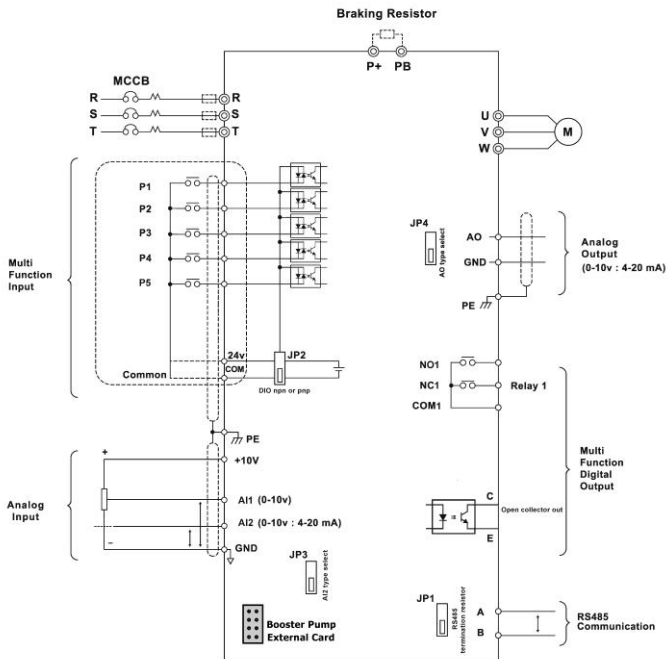 Braking Resistor
P+ PB
MCCB
R R
S S
T T
U
V
W
M
P1
P2
P3
P4
P5
Multi
Function
Input
Common
24v
COM
JP2
DIO npn or pnp
JP4
AO type select
AO
GND
PE
Analog
Output
(0-10v : 4-20 mA)
NO1
NC1
COM1
Relay 1
Multi
Function
Digital
Output
C
E
Open collector out
PE
+
+10V
AI1 (0-10v)
AI2 (0-10v : 4-20 mA)
–
GND
Analog
Input
JP3
AI2 type select
Booster Pump
External Card
JP1
RS485
termination resistor
A
B
RS485
Communication